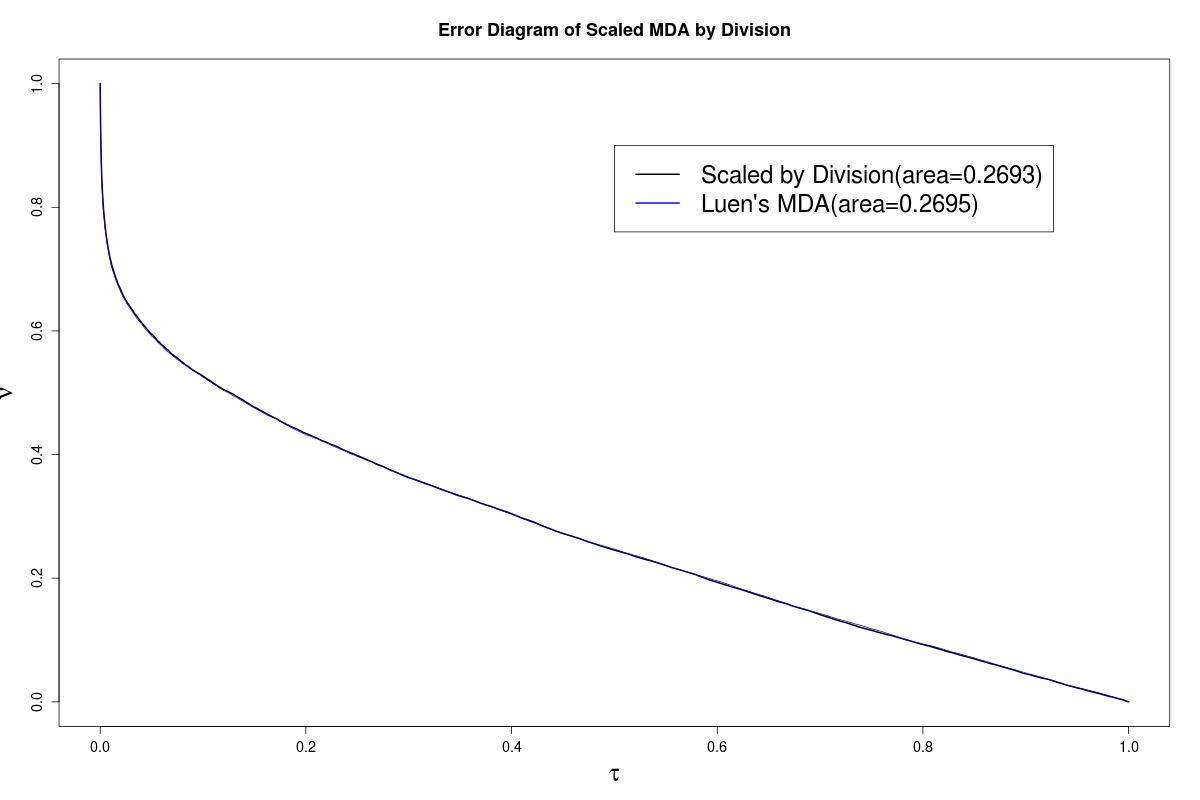 Error Diagram of Scaled MDA by Division
1.0
0.8
0.6
0.4
0.2
0.0
ν
Scaled by Division(area=0.2693)
Luen's MDA(area=0.2695)
0.0 0.2 0.4 0.6 0.8 1.0
τ